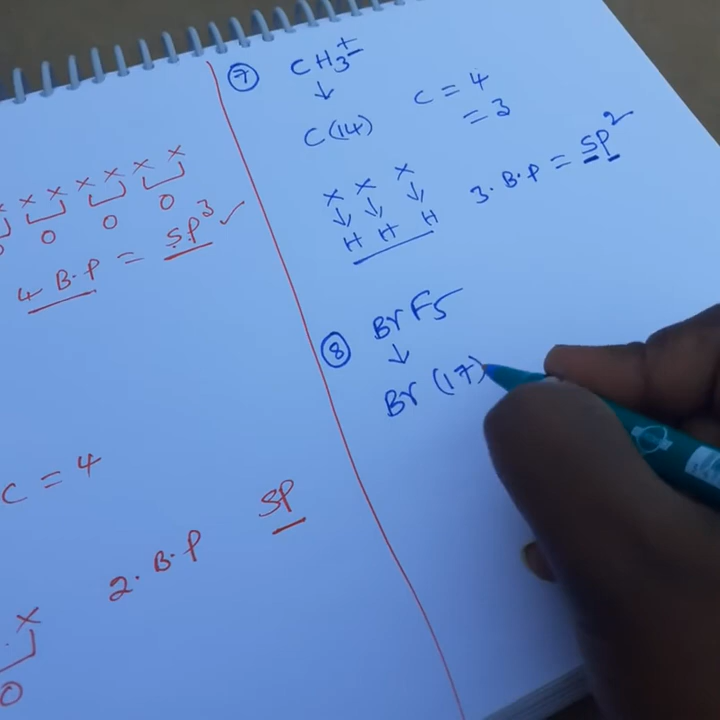 x x x x x x
O O O
4 B.P = SP³ ✓
C = 4
2. B.P SP
x
O
⑦ CH₃⁺
↓
C(14) C = 4
= 3
x x x
↓ ↓ ↓
H H H
3. B.P = SP²
⑧ BrF5
↓
Br (17)